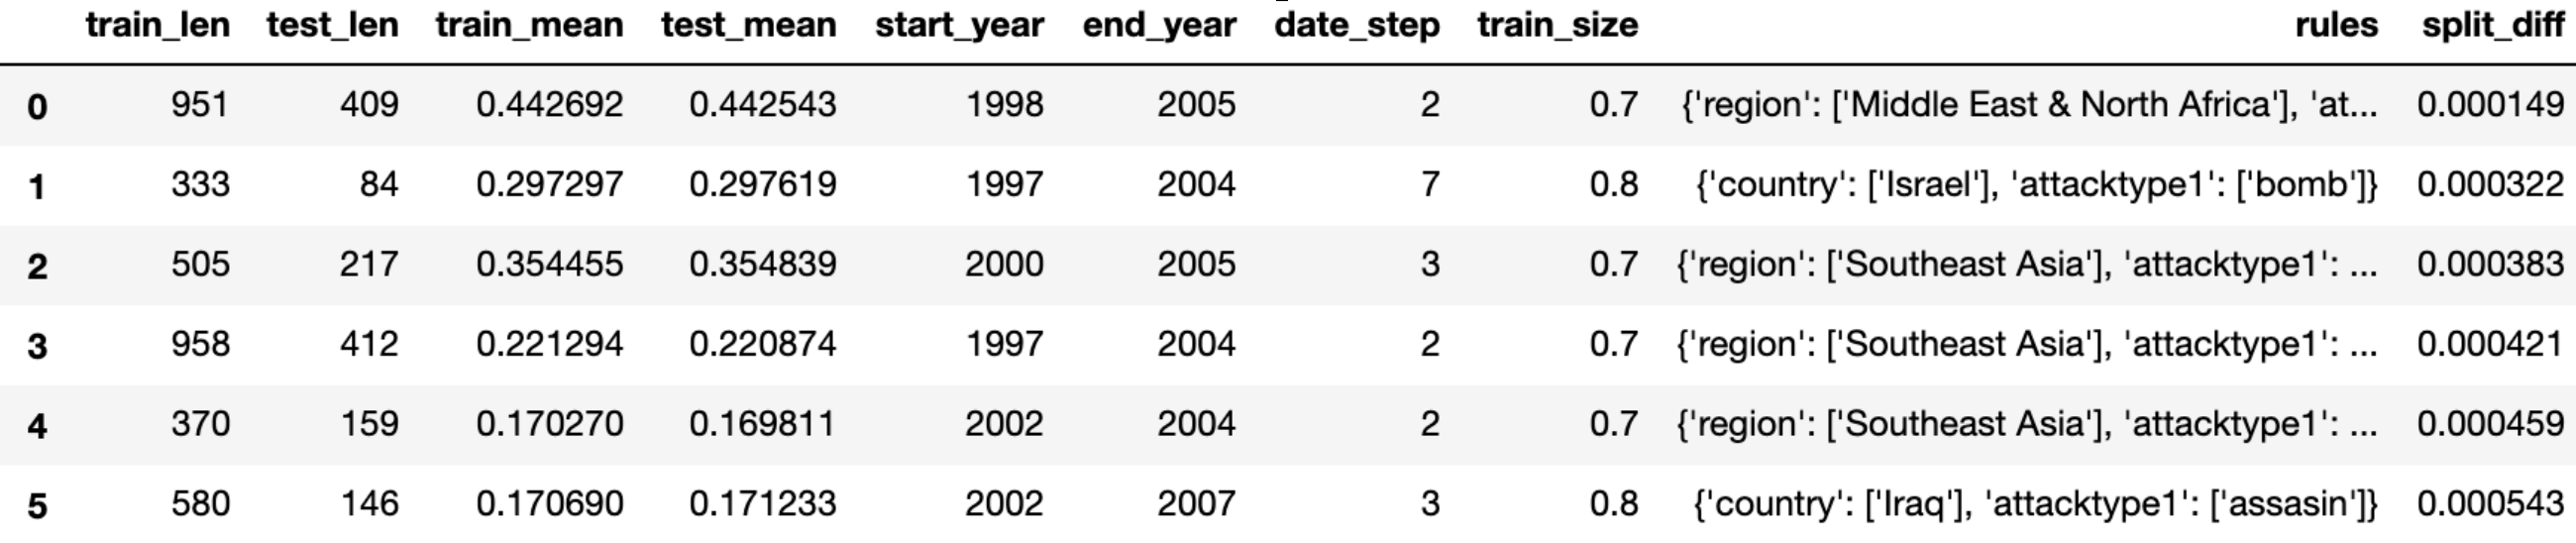 train_len test_len train_mean test_mean start_year end_year date_step train_size rules split_diff
0 951 409 0.442692 0.442543 1998 2005 2 0.7 {'region': ['Middle East & North Africa'], 'at... 0.000149
1 333 84 0.297297 0.297619 1997 2004 7 0.8 {'country': ['Israel'], 'attacktype1': ['bomb']} 0.000322
2 505 217 0.354455 0.354839 2000 2005 3 0.7 {'region': ['Southeast Asia'], 'attacktype1': ... 0.000383
3 958 412 0.221294 0.220874 1997 2004 2 0.7 {'region': ['Southeast Asia'], 'attacktype1': ... 0.000421
4 370 159 0.170270 0.169811 2002 2004 2 0.7 {'region': ['Southeast Asia'], 'attacktype1': ... 0.000459
5 580 146 0.170690 0.171233 2002 2007 3 0.8 {'country': ['Iraq'], 'attacktype1': ['assasin']} 0.000543